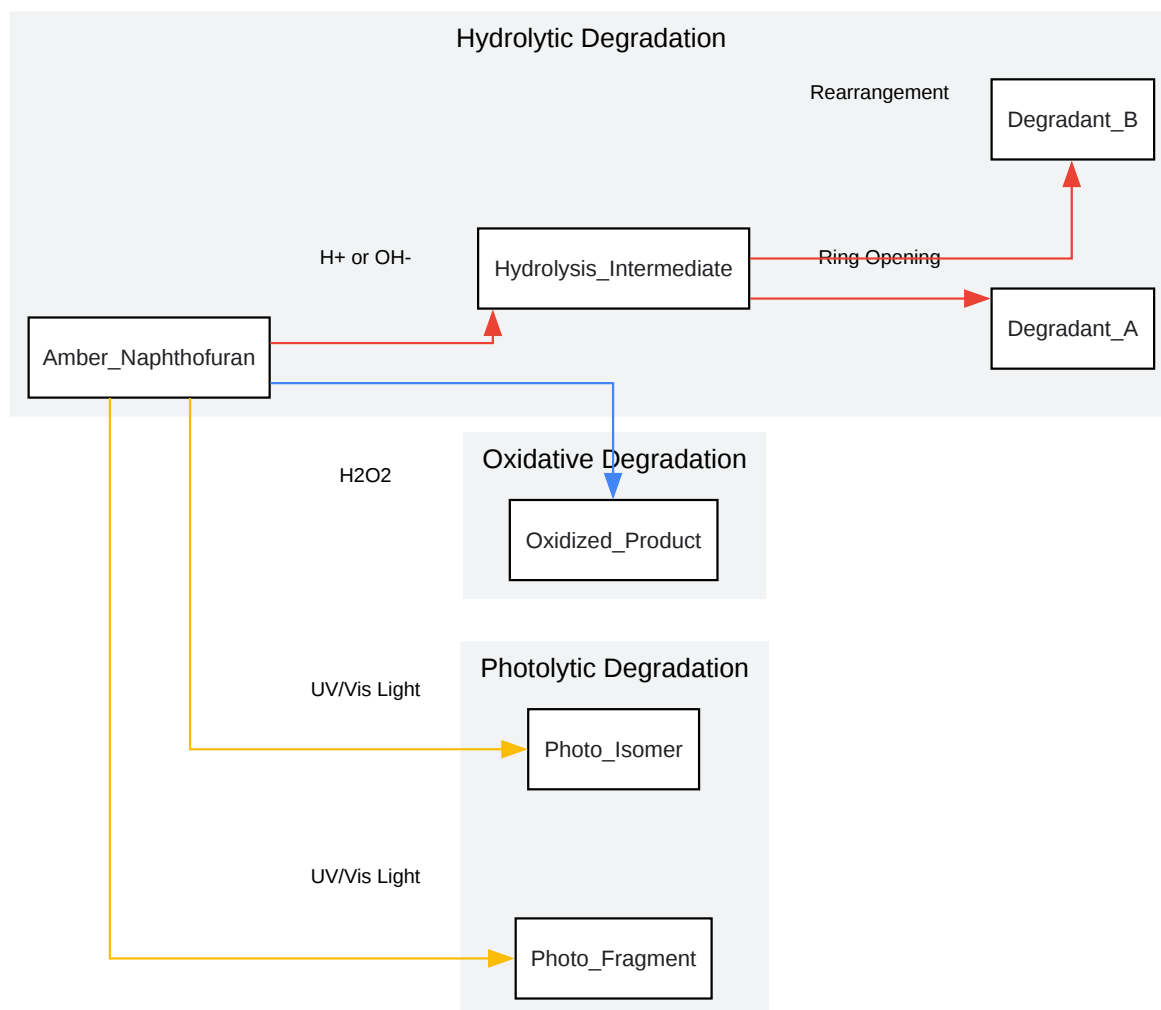 Hydrolytic Degradation
Rearrangement
Degradant_B
H+ or OH-
Hydrolysis_Intermediate
Ring Opening
Degradant_A
Amber_Naphthofuran
Oxidative Degradation
H2O2
Oxidized_Product
Photolytic Degradation
UV/Vis Light
Photo_Isomer
UV/Vis Light
Photo_Fragment